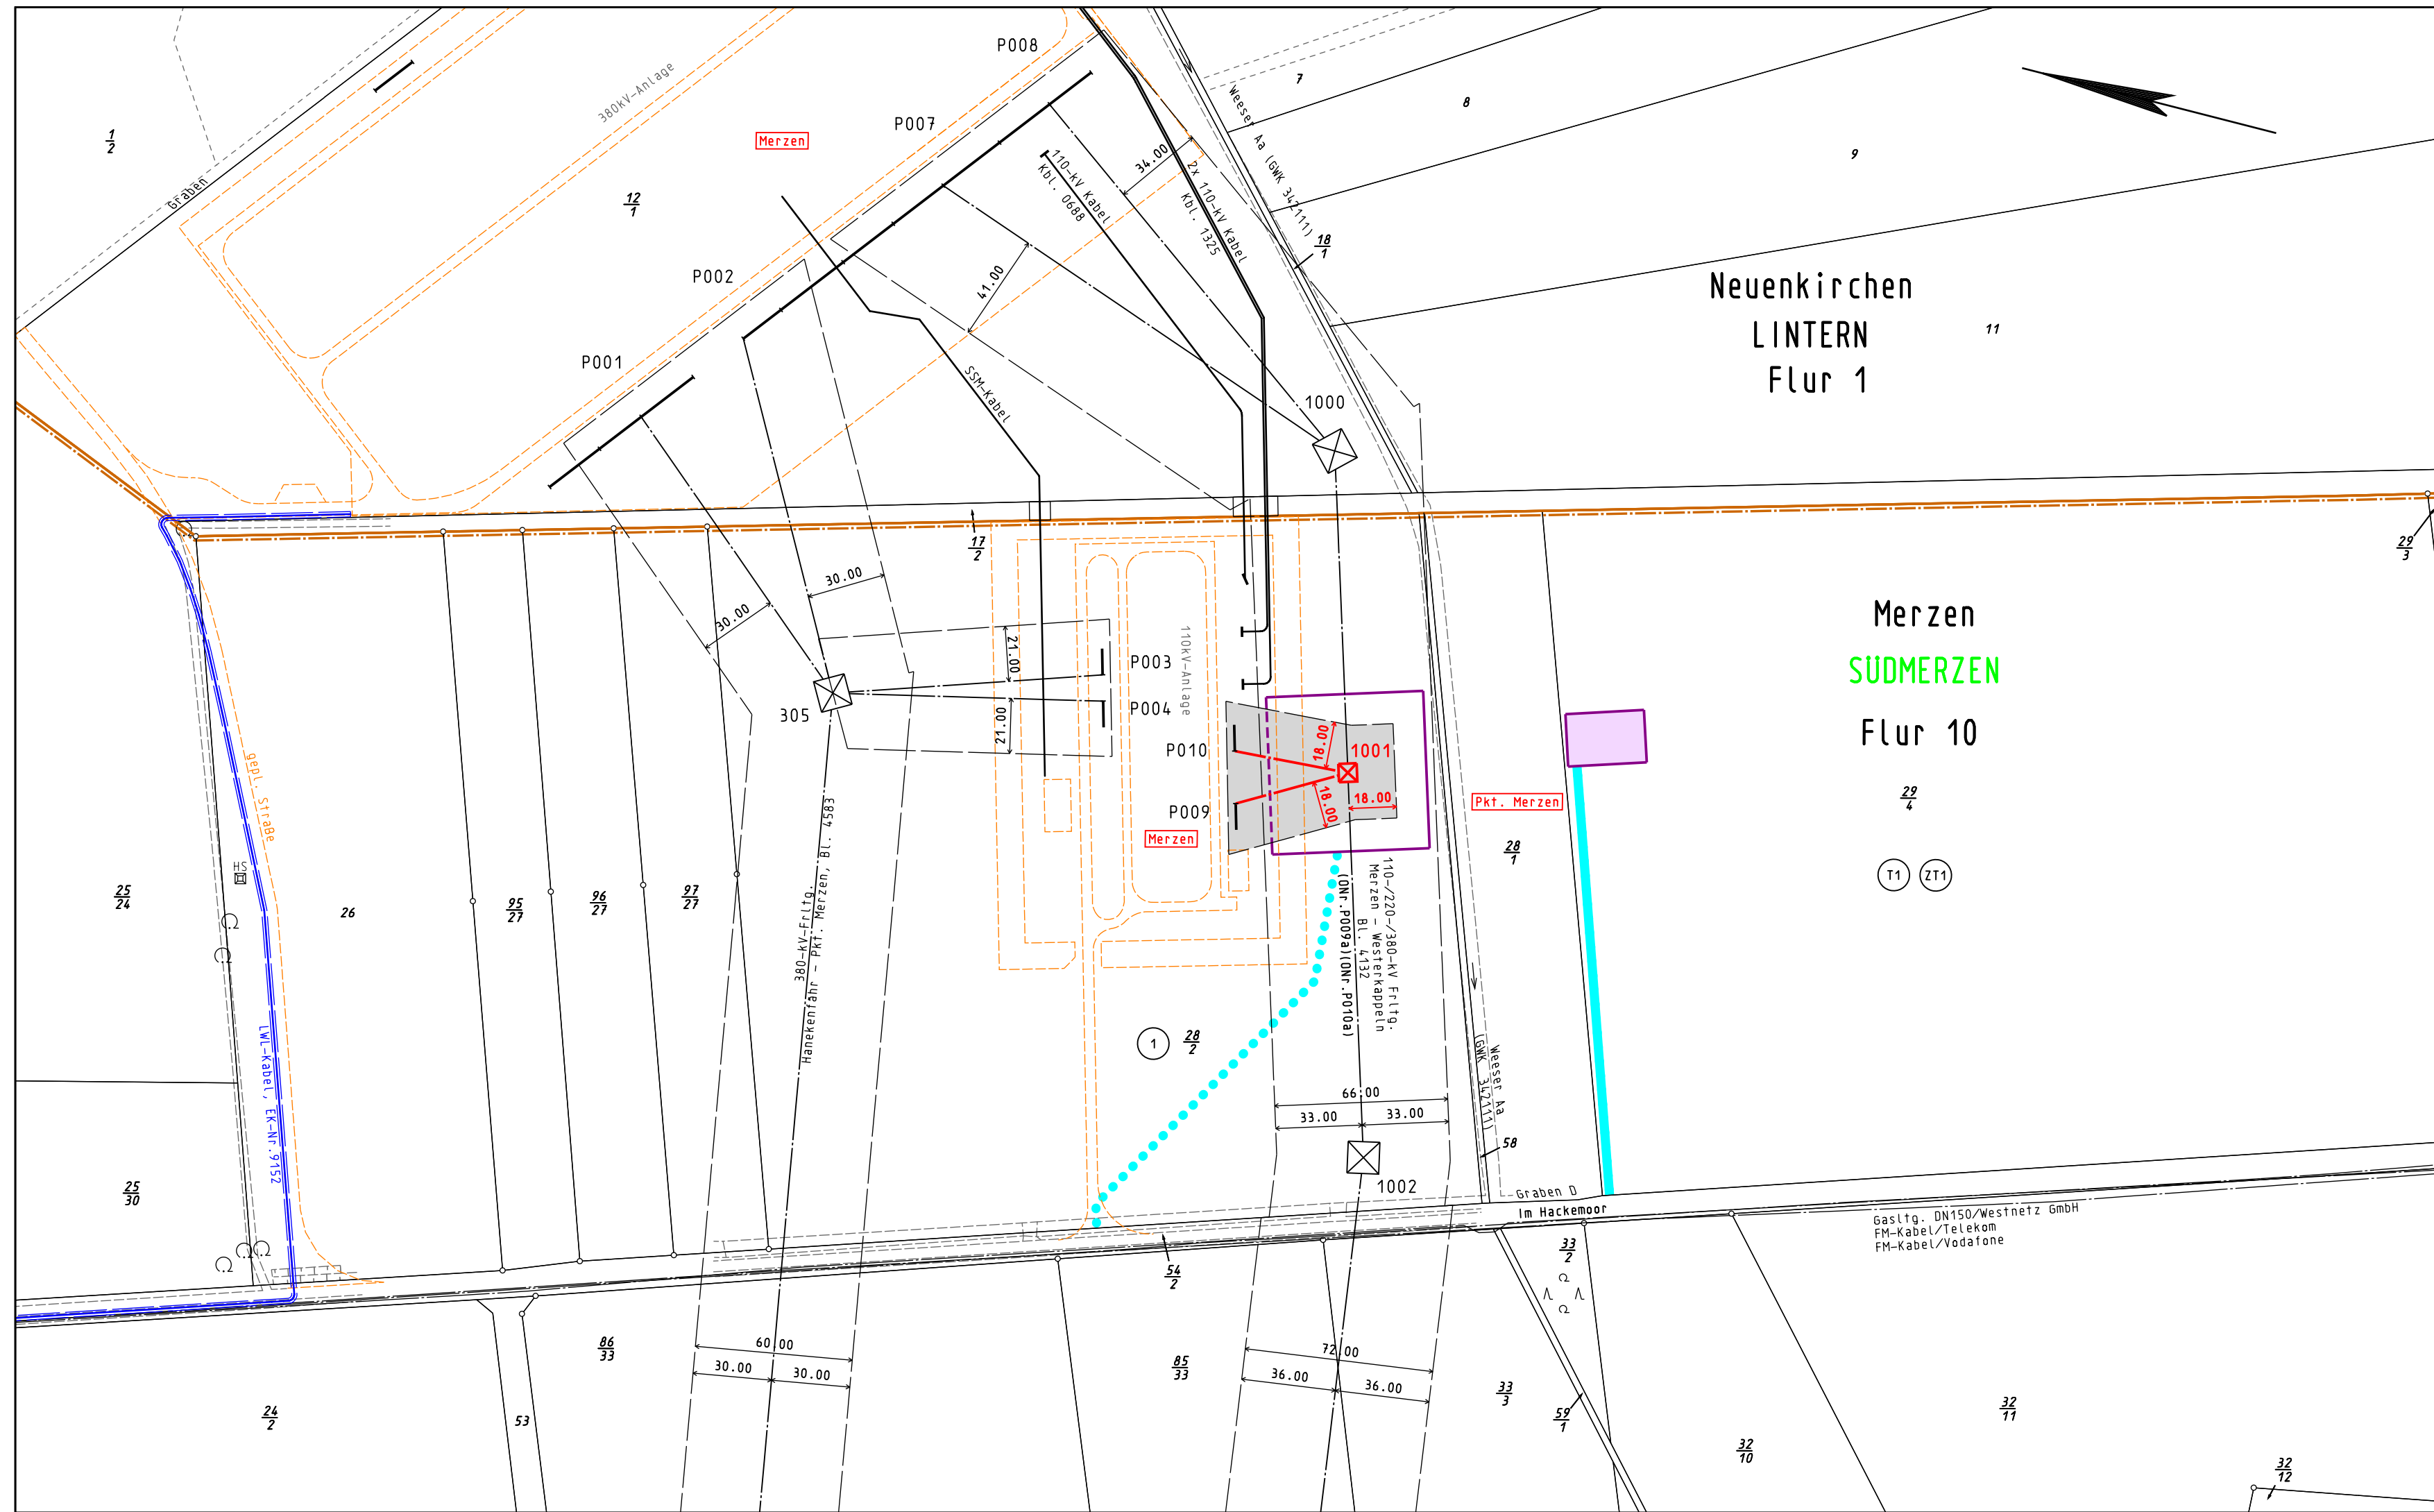 P008
7
8
9
1
2
380kV-Anlage
Graben
Merzen
12
1
P007
34.00
110-kV Kabel
Kbl. 0688
2x 110-kV Kabel
Kbl. 1325
Weeser Aa (GWK 342111)
18
1
P002
41.00
Neuenkirchen
LINTERN
Flur 1
11
P001
SSM-Kabel
1000
17
2
29
3
30.00
30.00
21.00
21.00
P003
P004
110kV-Anlage
305
P010
P009
Merzen
18.00
18.00
18.00
1001
Merzen
SÜDMERZEN
Flur 10
29
4
T1
ZT1
Pkt. Merzen
28
1
gepl. Straße
HS
25
24
26
95
27
96
27
97
27
380-kV-Frltg.
Hanekenfähr - Pkt. Merzen, Bl. 4583
110-/220-/380-kV Frltg.
Merzen - Westerkappeln
Bl. 4132
(ONr.P009a)(ONr.P010a)
1
28
2
LWL-Kabel, EK-Nr.9152
Weeser Aa
(GWK 342111)
66.00
33.00
33.00
58
25
30
1002
Graben D
Im Hackemoor
Gasltg. DN150/Westnetz GmbH
FM-Kabel/Telekom
FM-Kabel/Vodafone
54
2
33
2
86
33
60.00
30.00
30.00
85
33
72.00
36.00
36.00
33
3
59
1
24
2
53
32
10
32
11
32
12